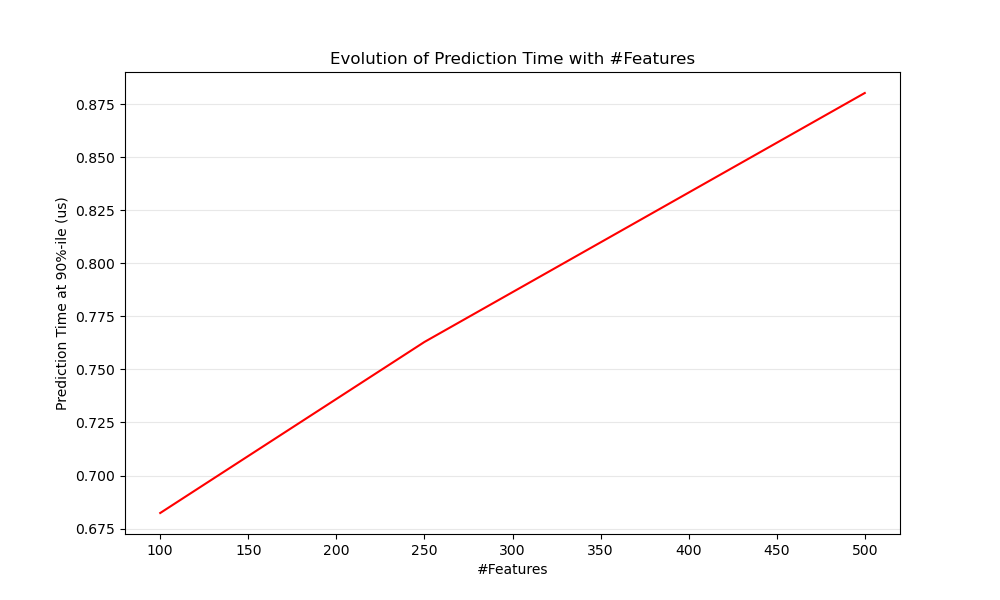 Evolution of Prediction Time with #Features
Prediction Time at 90%-ile (us)
0.875
0.850
0.825
0.800
0.775
0.750
0.725
0.700
0.675
100 150 200 250 300 350 400 450 500
#Features